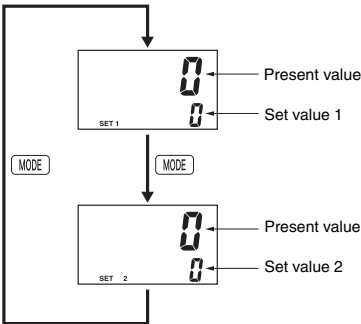 0 Present value
SET 1 0 Set value 1
MODE MODE
0 Present value
SET 2 0 Set value 2